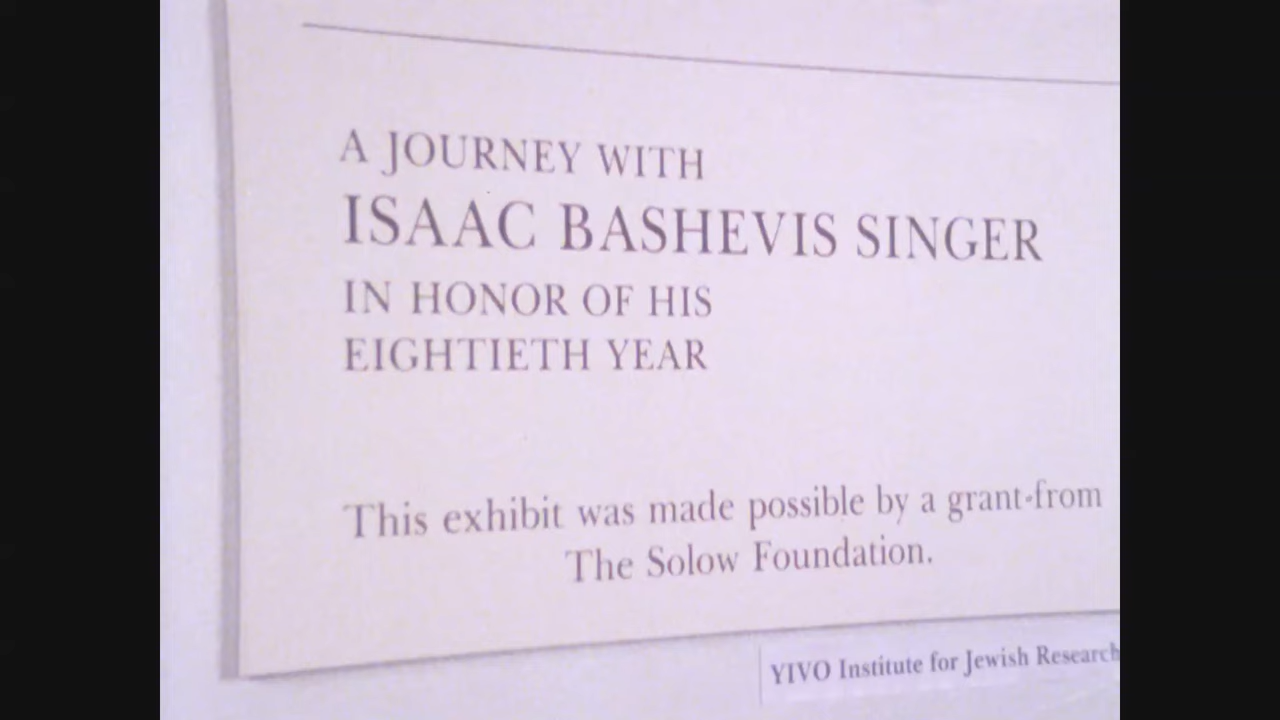 A JOURNEY WITH
ISAAC BASHEVIS SINGER
IN HONOR OF HIS
EIGHTIETH YEAR
This exhibit was made possible by a grant from
The Solow Foundation.
YIVO Institute for Jewish Research